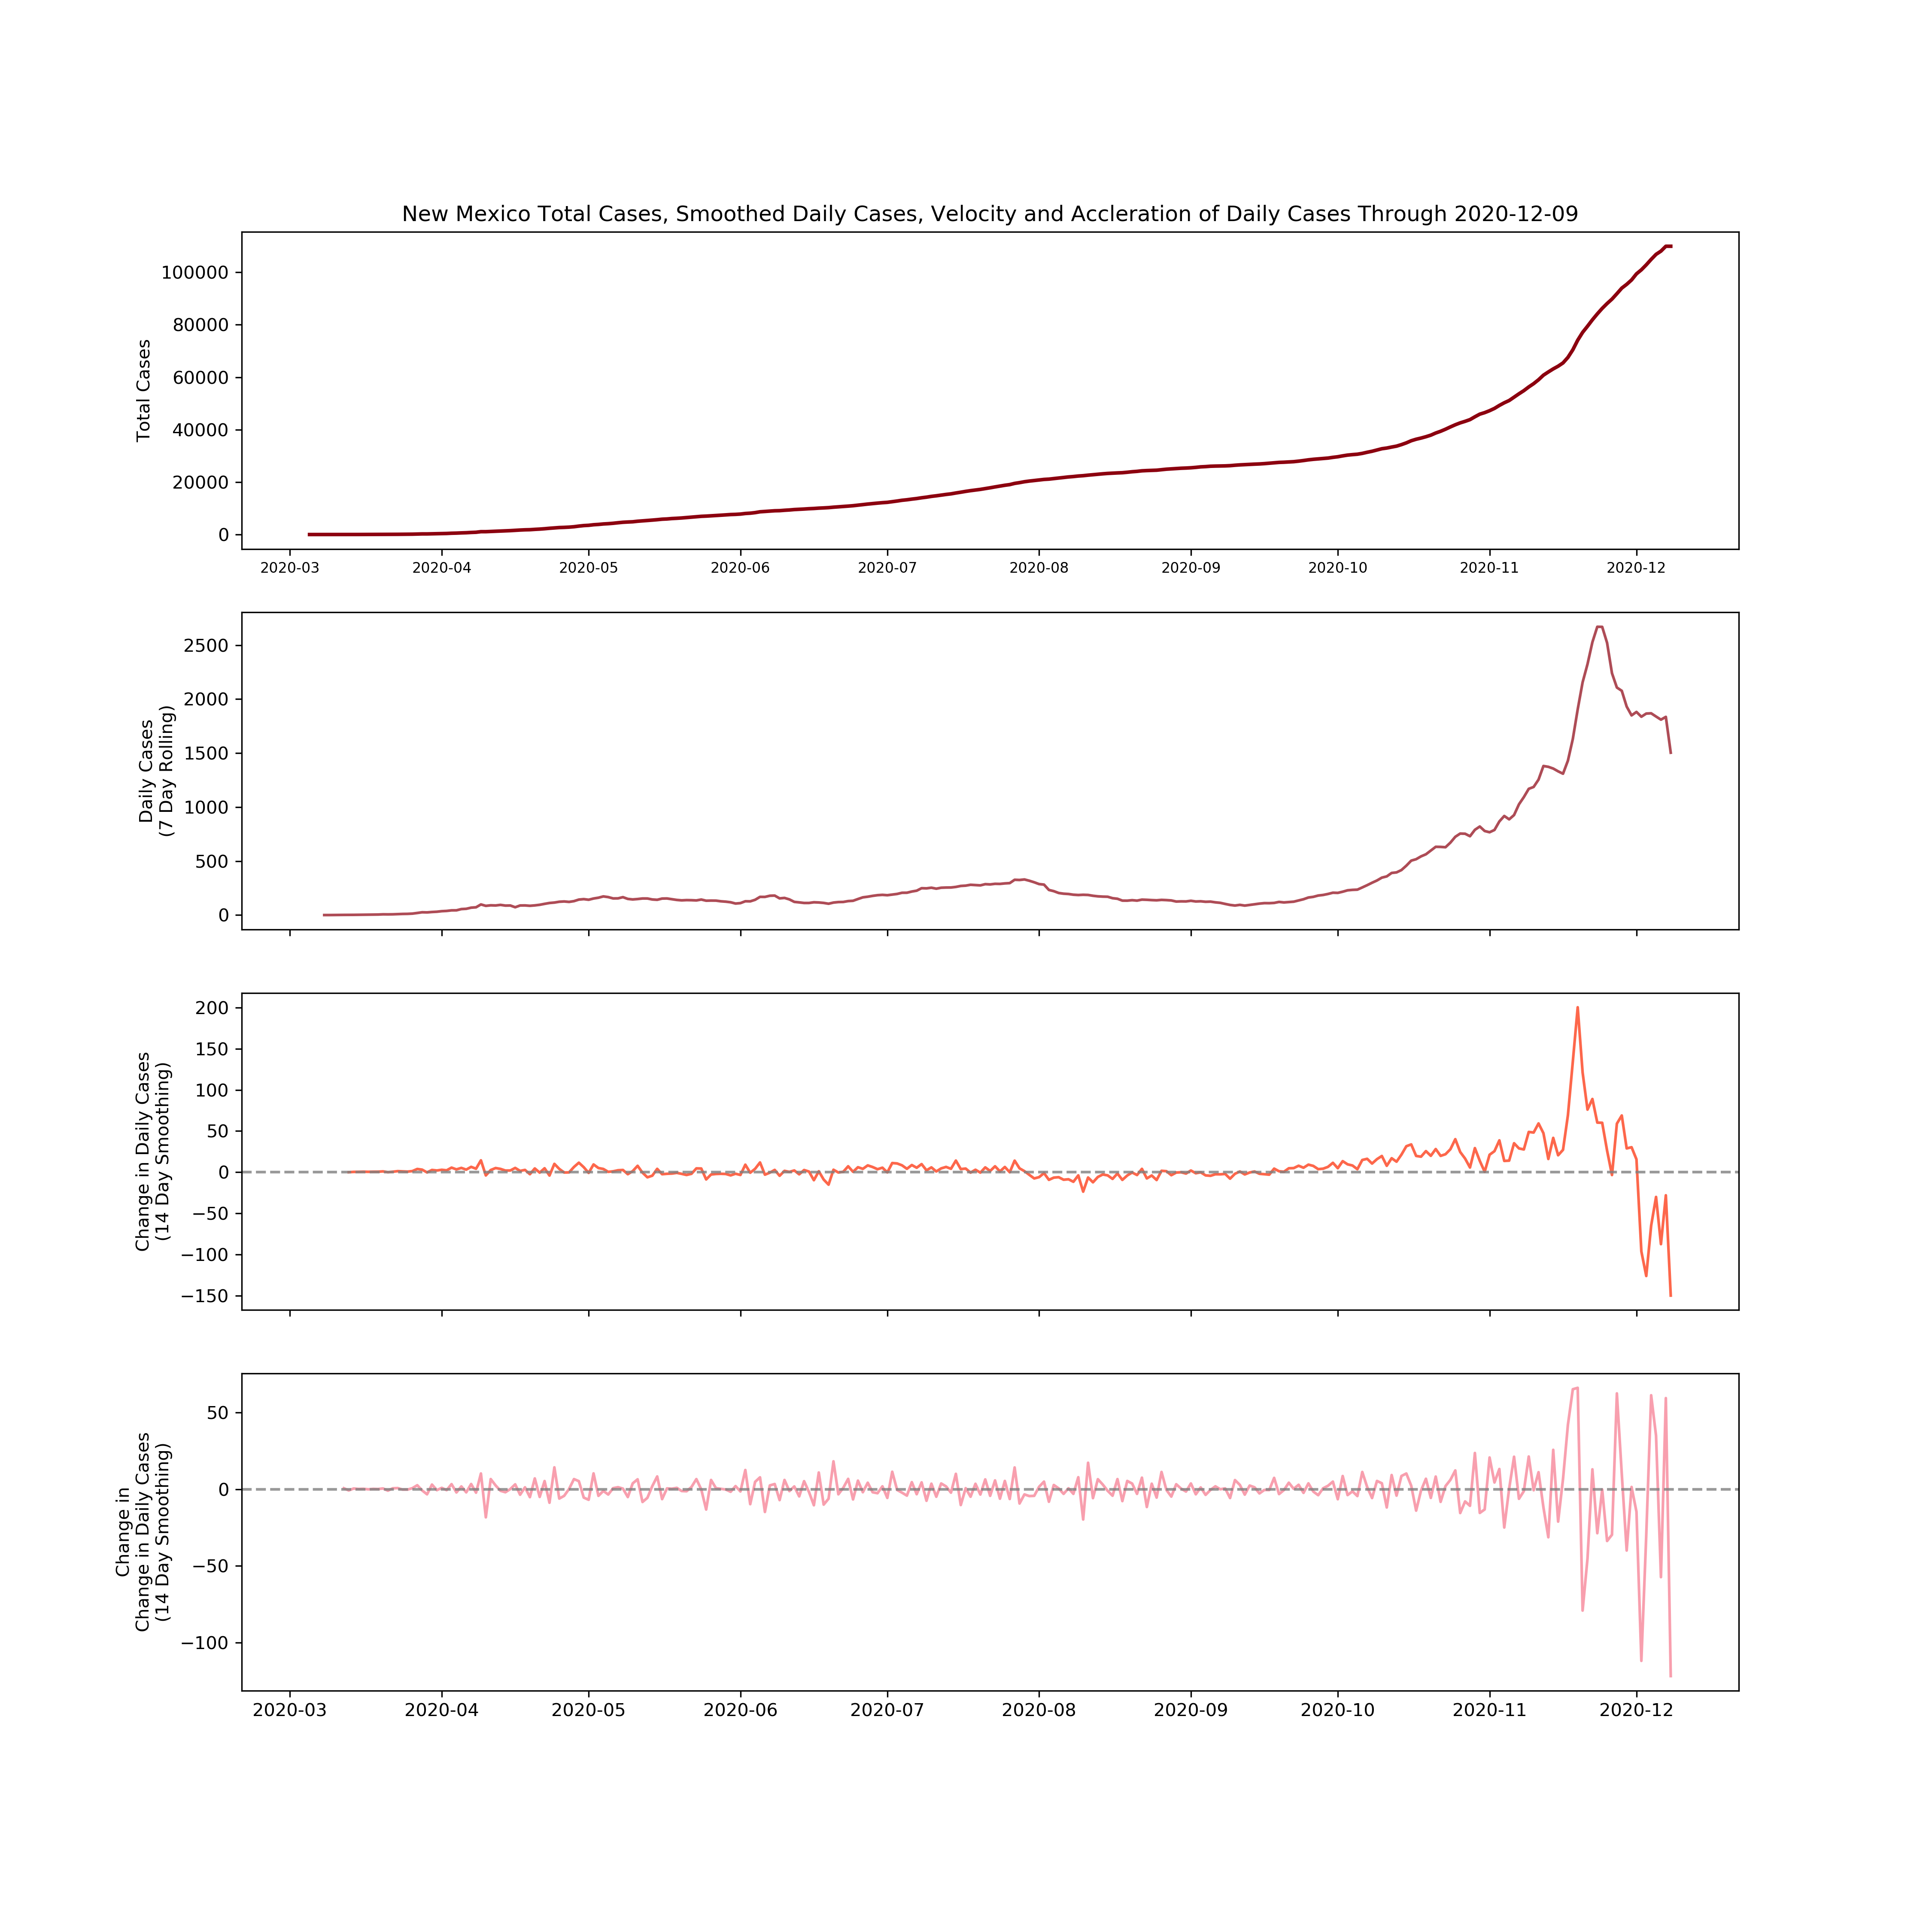 New Mexico Total Cases, Smoothed Daily Cases, Velocity and Accleration of Daily Cases Through 2020-12-09
Total Cases
100000
80000
60000
40000
20000
0
2020-03 2020-04 2020-05 2020-06 2020-07 2020-08 2020-09 2020-10 2020-11 2020-12
Daily Cases
(7 Day Rolling)
2500
2000
1500
1000
500
0
Change in Daily Cases
(14 Day Smoothing)
200
150
100
50
0
−50
−100
−150
Change in
Change in Daily Cases
(14 Day Smoothing)
50
0
−50
−100
2020-03 2020-04 2020-05 2020-06 2020-07 2020-08 2020-09 2020-10 2020-11 2020-12